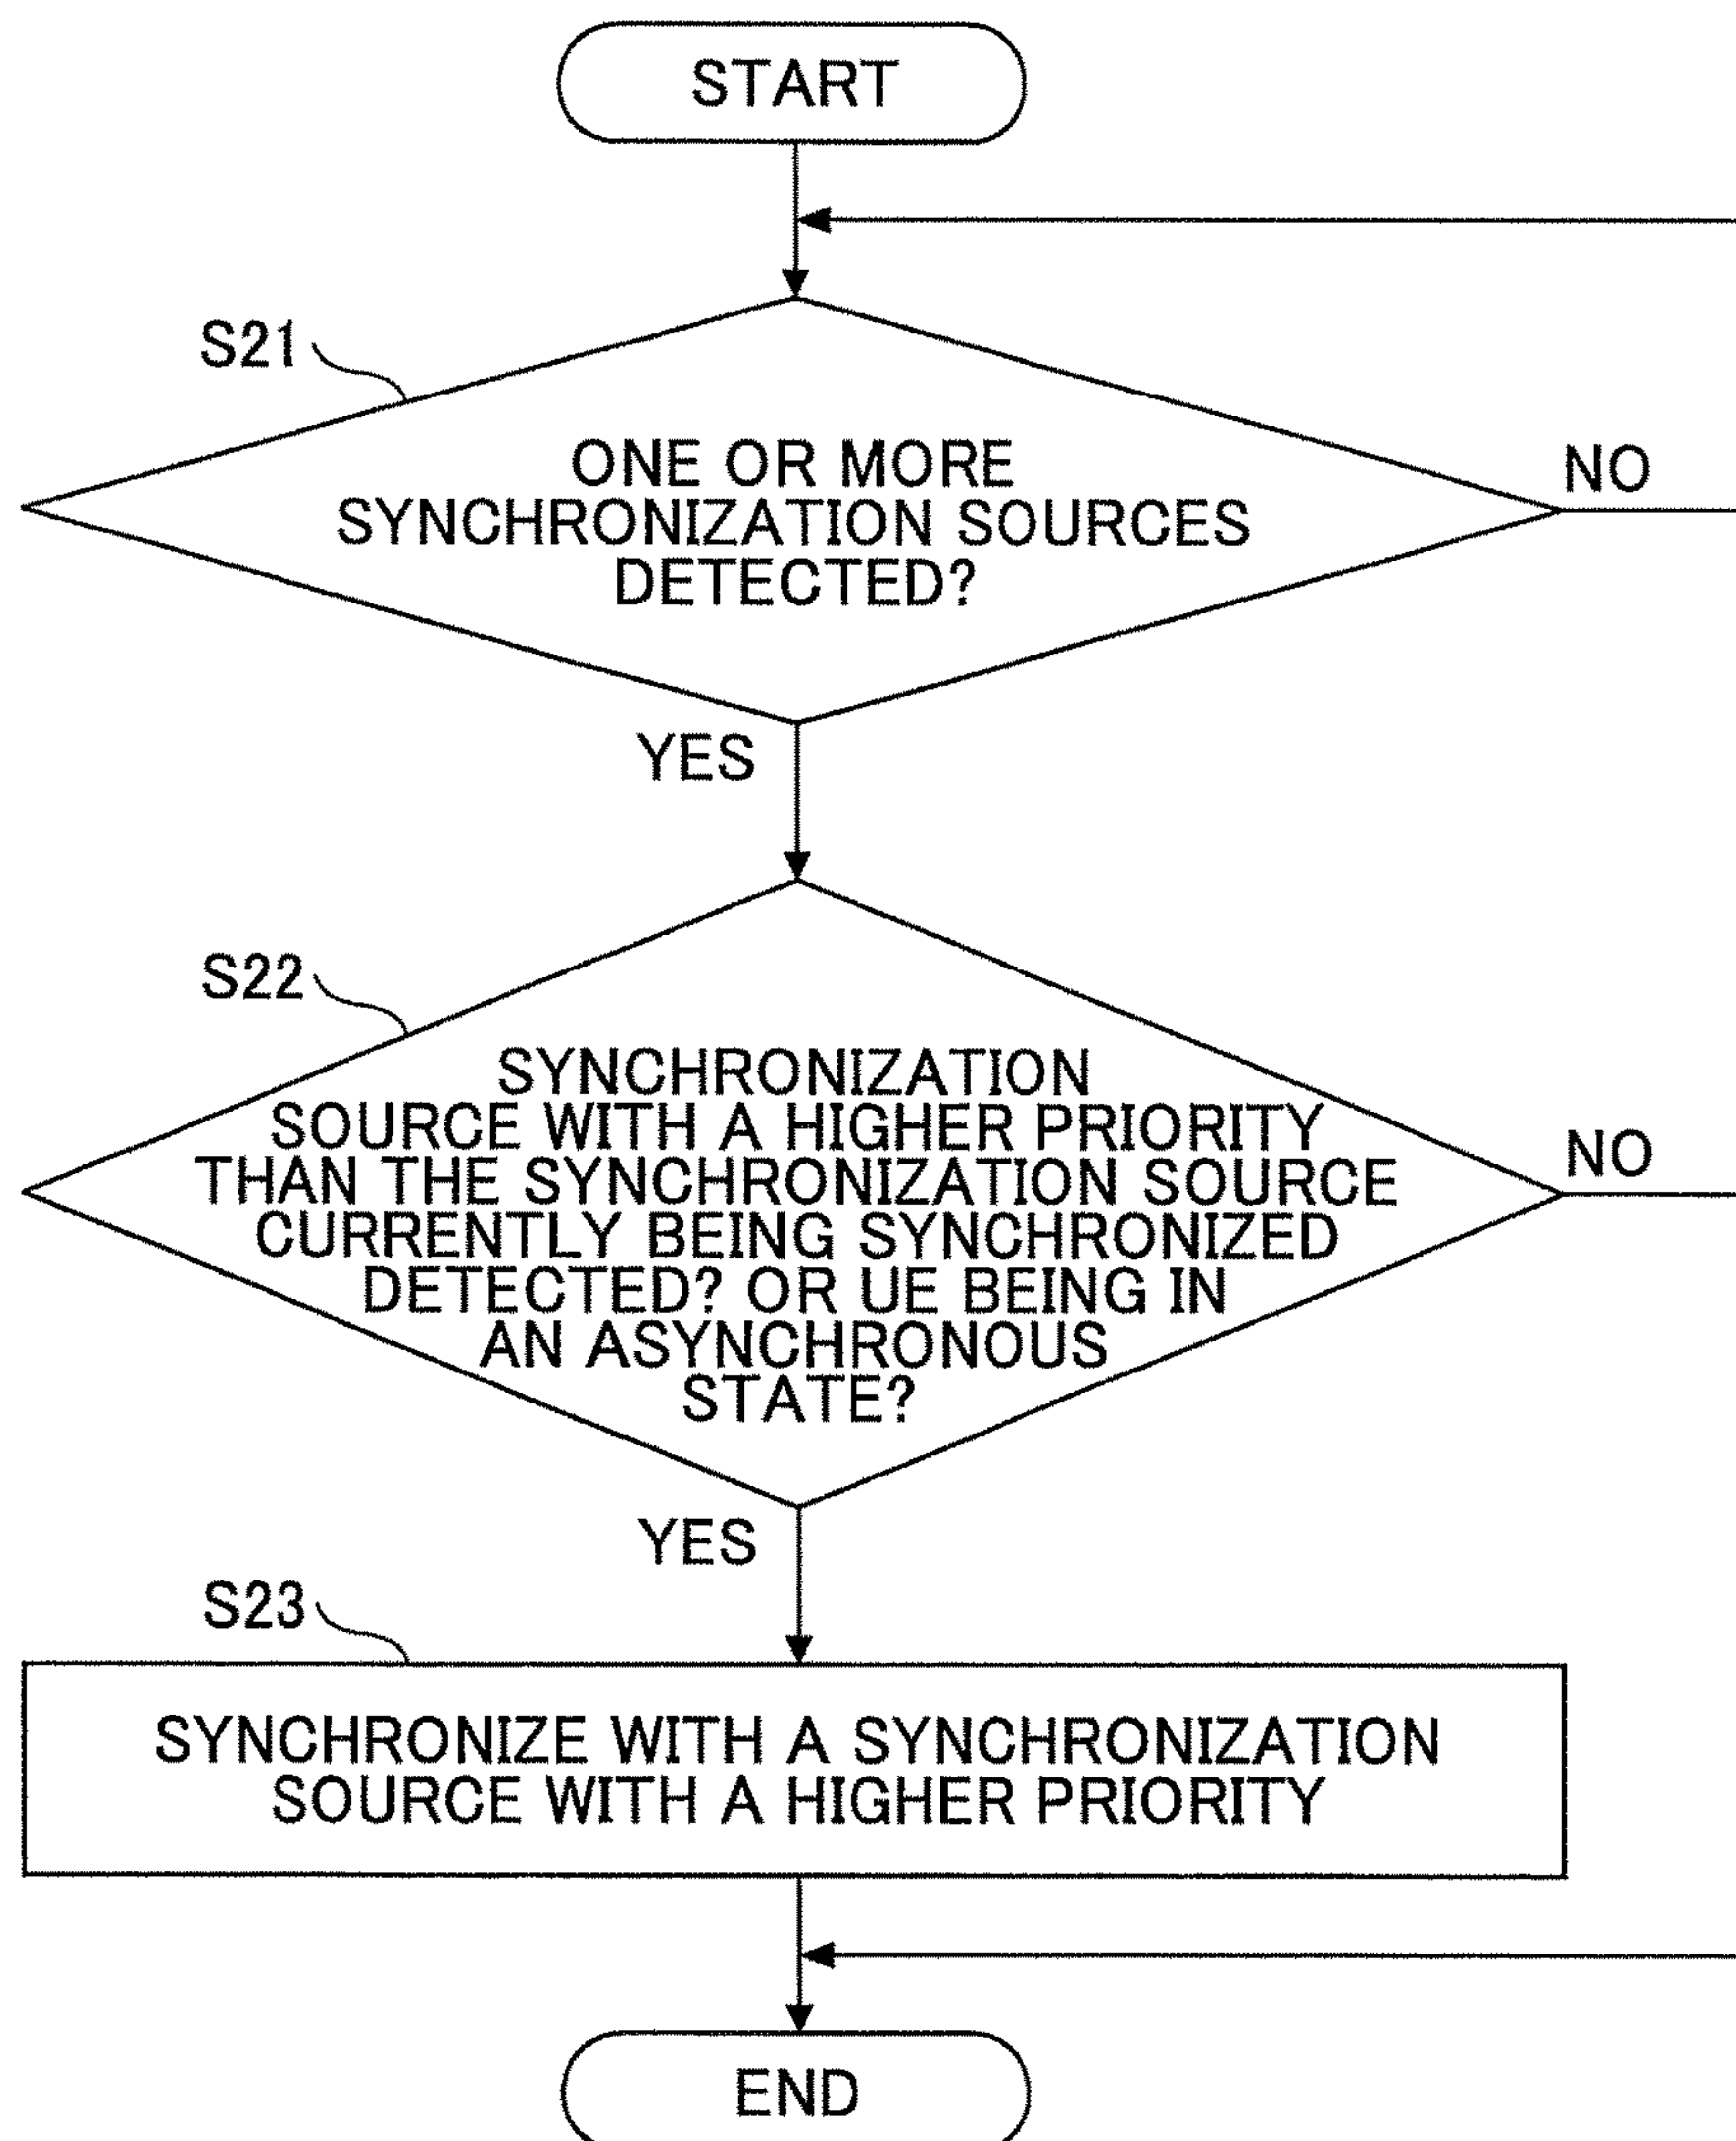 START
S21
ONE OR MORE
SYNCHRONIZATION SOURCES
DETECTED?
NO
YES
S22
SYNCHRONIZATION
SOURCE WITH A HIGHER PRIORITY
THAN THE SYNCHRONIZATION SOURCE
CURRENTLY BEING SYNCHRONIZED
DETECTED? OR UE BEING IN
AN ASYNCHRONOUS
STATE?
NO
YES
S23
SYNCHRONIZE WITH A SYNCHRONIZATION
SOURCE WITH A HIGHER PRIORITY
END